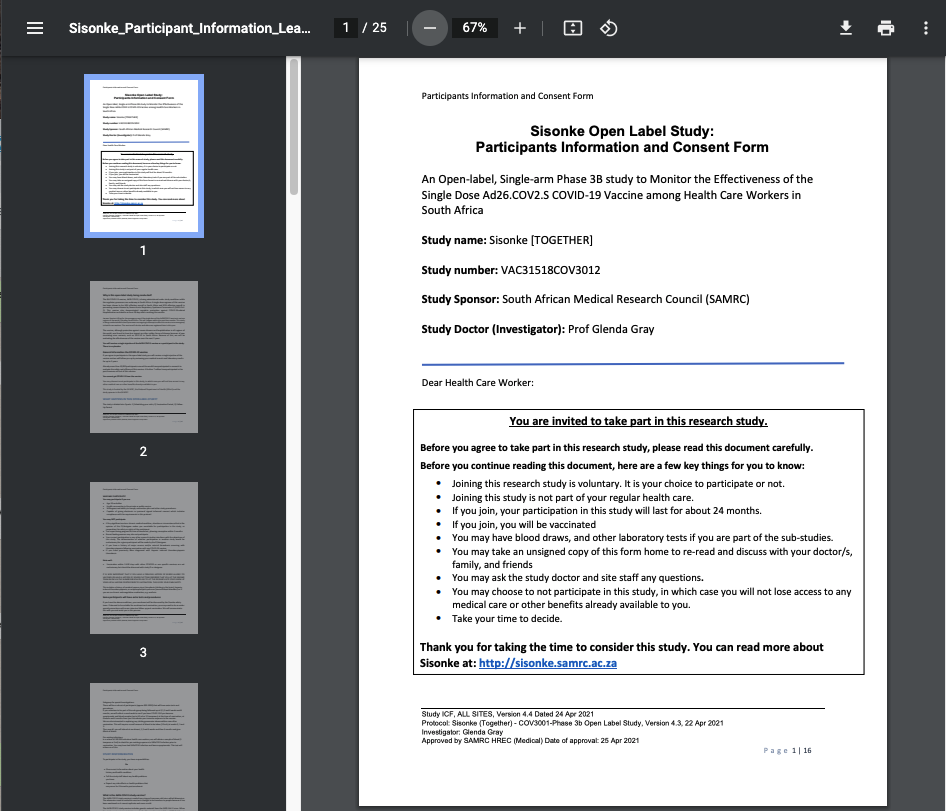 Sisonke_Participant_Information_Lea...
1 / 25
67%
1
2
3
Participants Information and Consent Form
Sisonke Open Label Study:
Participants Information and Consent Form
An Open-label, Single-arm Phase 3B study to Monitor the Effectiveness of the
Single Dose Ad26.COV2.S COVID-19 Vaccine among Health Care Workers in
South Africa
Study name: Sisonke [TOGETHER]
Study number: VAC31518COV3012
Study Sponsor: South African Medical Research Council (SAMRC)
Study Doctor (Investigator): Prof Glenda Gray
Dear Health Care Worker:
You are invited to take part in this research study.
Before you agree to take part in this research study, please read this document carefully.
Before you continue reading this document, here are a few key things for you to know:
• Joining this research study is voluntary. It is your choice to participate or not.
• Joining this study is not part of your regular health care.
• If you join, your participation in this study will last for about 24 months.
• If you join, you will be vaccinated
• You may have blood draws, and other laboratory tests if you are part of the sub-studies.
• You may take an unsigned copy of this form home to re-read and discuss with your doctor/s,
family, and friends
• You may ask the study doctor and site staff any questions.
• You may choose to not participate in this study, in which case you will not lose access to any
medical care or other benefits already available to you.
• Take your time to decide.
Thank you for taking the time to consider this study. You can read more about
Sisonke at: http://sisonke.samrc.ac.za
Study ICF, ALL SITES, Version 4.4 Dated 24 Apr 2021
Protocol: Sisonke (Together) - COV3001-Phase 3b Open Label Study, Version 4.3, 22 Apr 2021
Investigator: Glenda Gray
Approved by SAMRC HREC (Medical) Date of approval: 25 Apr 2021
Page 1 | 16